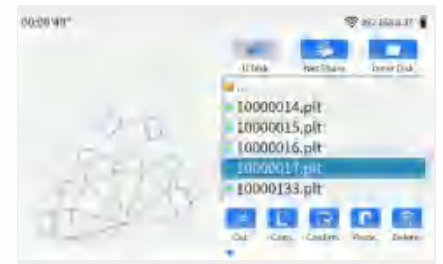 U Disk Net Share Inner Disk
...
10000014.plt
10000015.plt
10000016.plt
10000017.plt
10000133.plt
Cut Copy Confirm Paste Delete